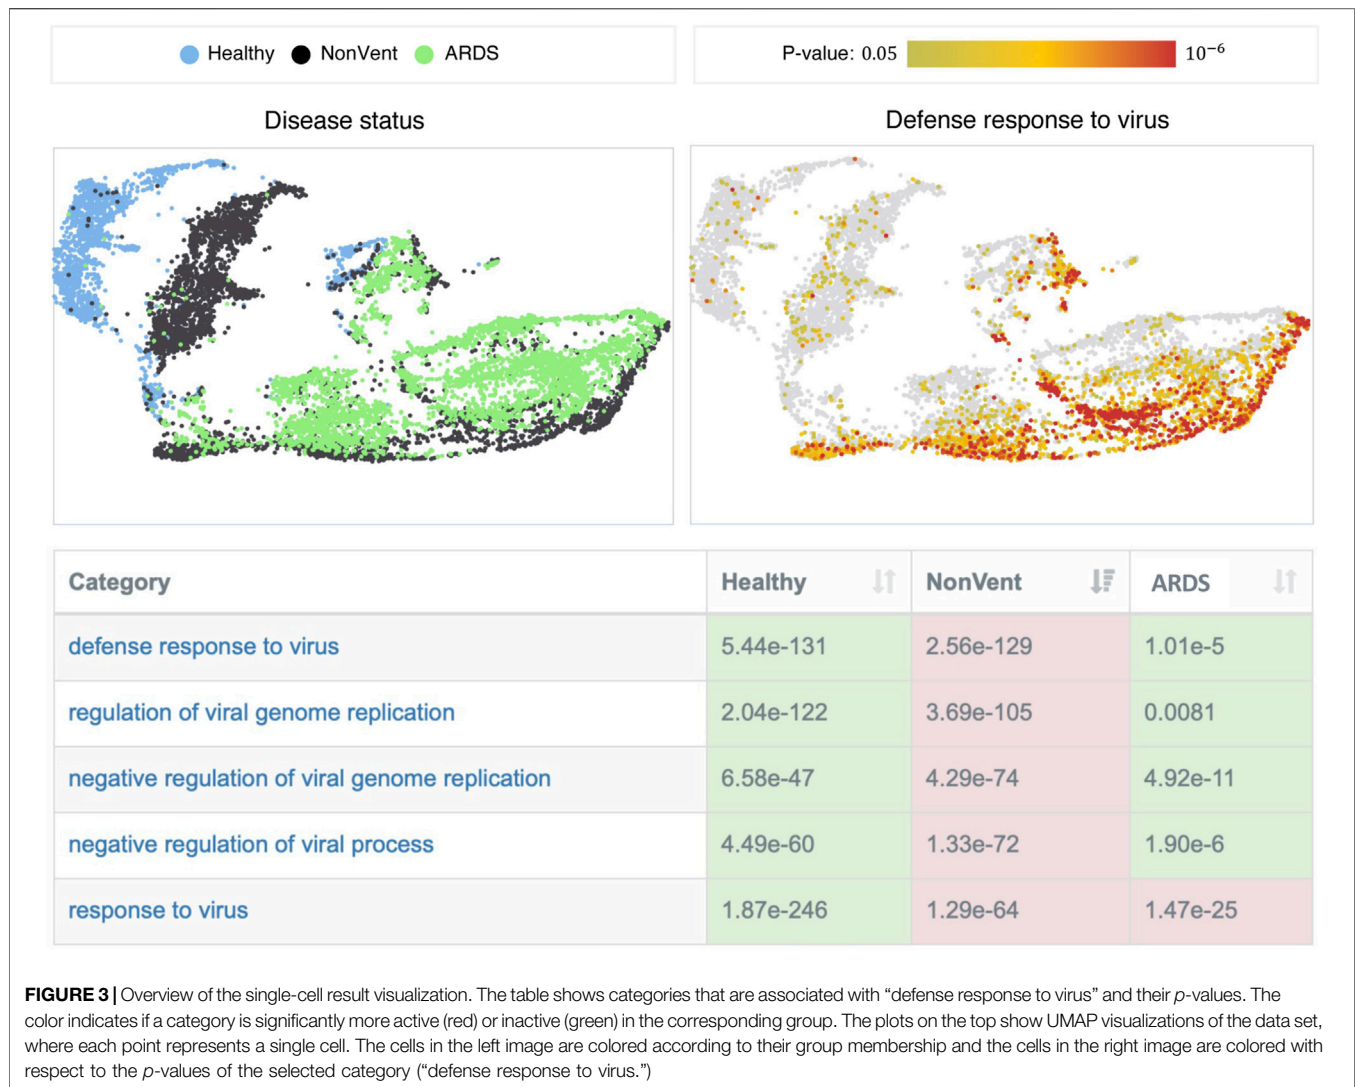 Healthy NonVent ARDS
P-value: 0.05 10⁻⁶
Disease status
Defense response to virus
Category Healthy NonVent ARDS
defense response to virus 5.44e-131 2.56e-129 1.01e-5
regulation of viral genome replication 2.04e-122 3.69e-105 0.0081
negative regulation of viral genome replication 6.58e-47 4.29e-74 4.92e-11
negative regulation of viral process 4.49e-60 1.33e-72 1.90e-6
response to virus 1.87e-246 1.29e-64 1.47e-25
FIGURE 3 | Overview of the single-cell result visualization. The table shows categories that are associated with “defense response to virus” and their p-values. The
color indicates if a category is significantly more active (red) or inactive (green) in the corresponding group. The plots on the top show UMAP visualizations of the data set,
where each point represents a single cell. The cells in the left image are colored according to their group membership and the cells in the right image are colored with
respect to the p-values of the selected category (“defense response to virus.”)